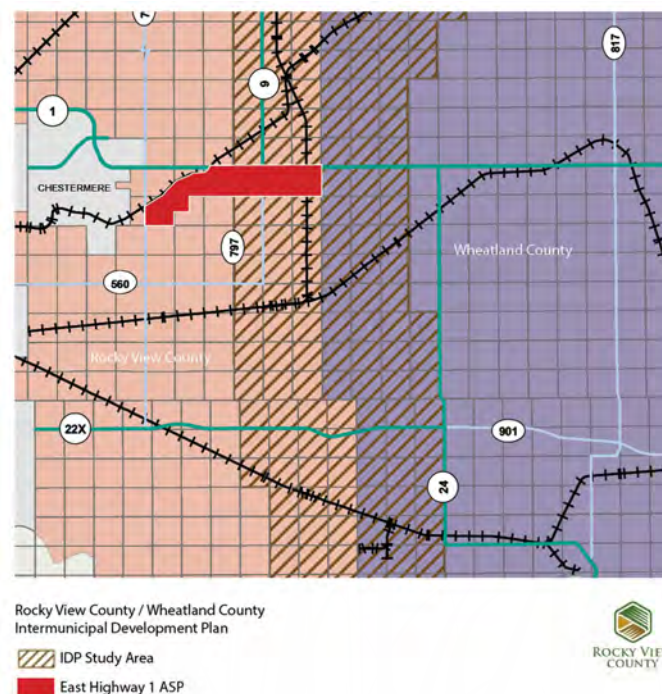 7
817
9
1
CHESTERMERE
797
Wheatland County
560
Rocky View County
22X
901
24
Rocky View County / Wheatland County
Intermunicipal Development Plan
IDP Study Area
East Highway 1 ASP
ROCKY VIEW
COUNTY